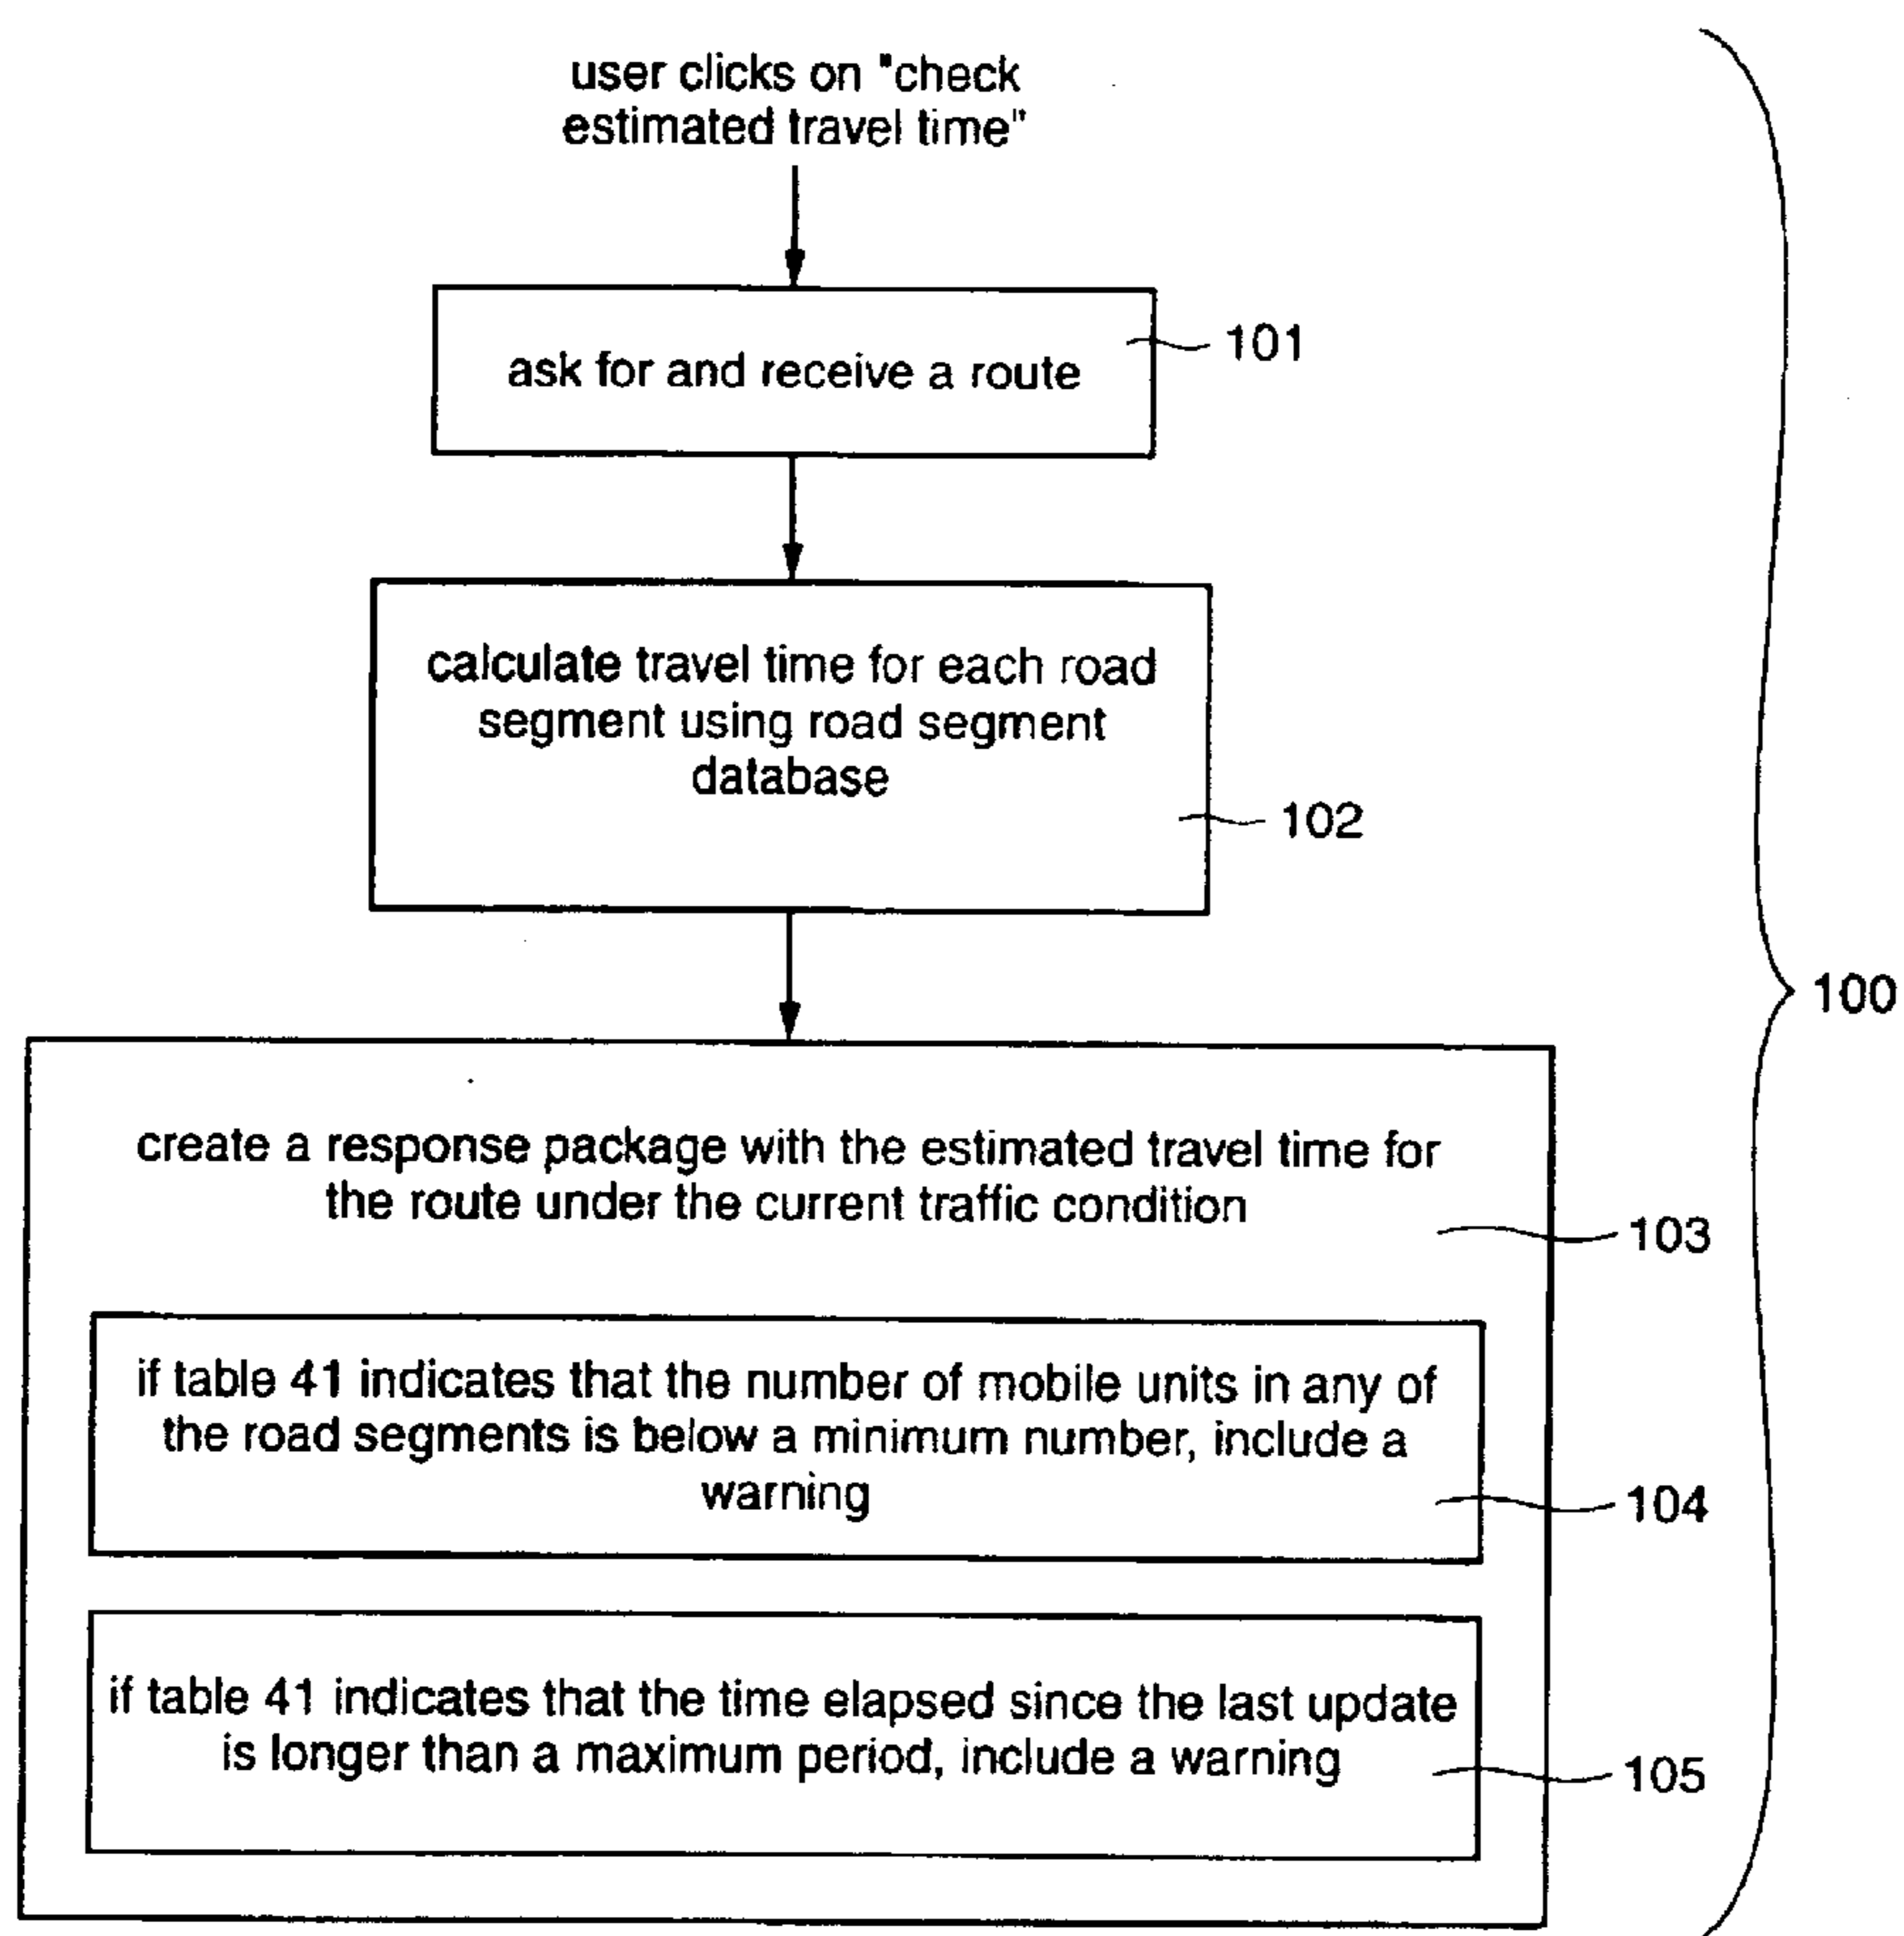 user clicks on "check
estimated travel time"
ask for and receive a route
101
calculate travel time for each road
segment using road segment
database
102
100
create a response package with the estimated travel time for
the route under the current traffic condition
103
if table 41 indicates that the number of mobile units in any of
the road segments is below a minimum number, include a
warning
104
if table 41 indicates that the time elapsed since the last update
is longer than a maximum period, include a warning
105